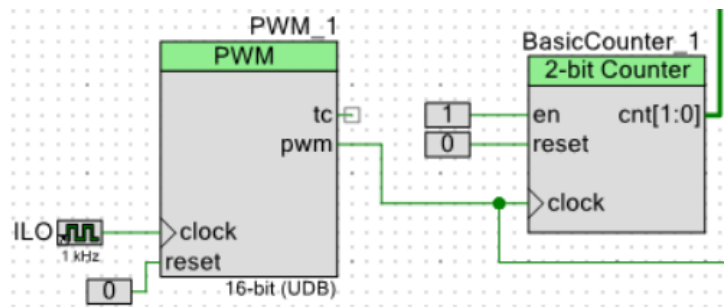 PWM_1
PWM
tc
pwm
ILO
1 kHz
clock
reset
0
16-bit (UDB)
BasicCounter_1
2-bit Counter
1
en
cnt[1:0]
0
reset
clock